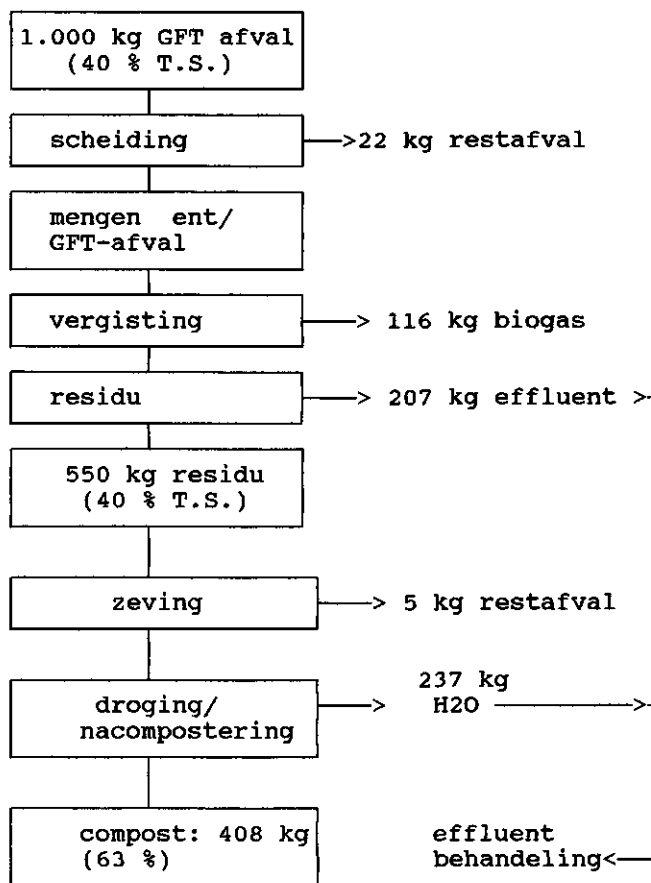 1.000 kg GFT afval
(40 % T.S.)
scheiding
>22 kg restafval
mengen ent/
GFT-afval
vergisting
> 116 kg biogas
residu
> 207 kg effluent >
550 kg residu
(40 % T.S.)
zeving
> 5 kg restafval
droging/
nacompostering
>
237 kg
H2O
>
compost: 408 kg
(63 %)
effluent
behandeling<